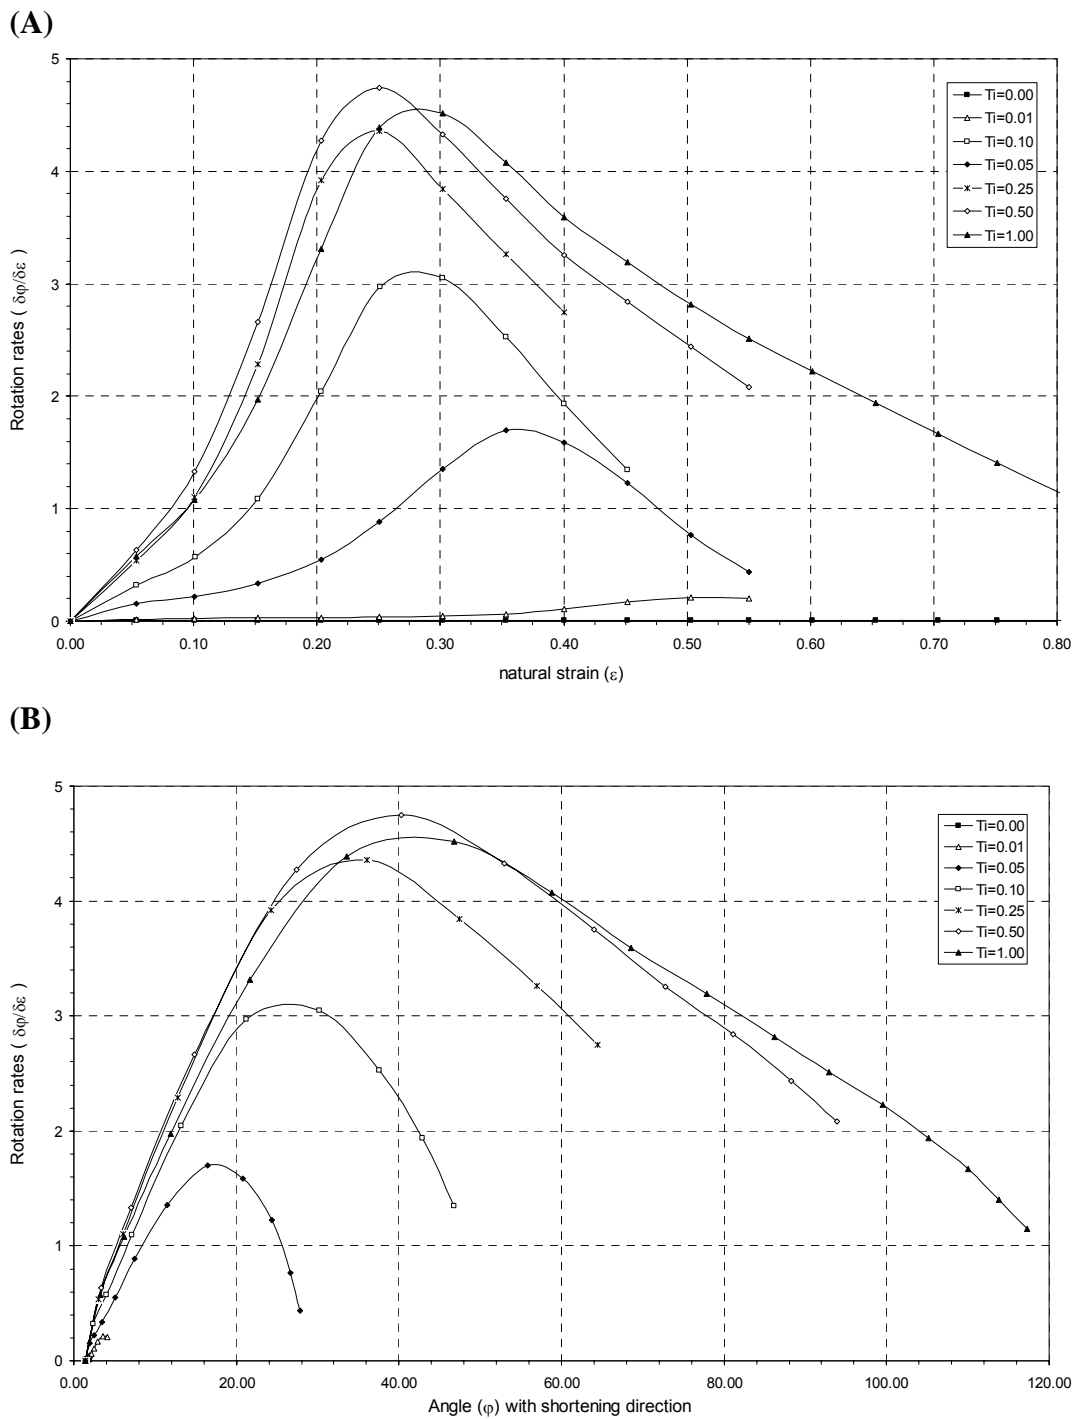 (A)
5
4
3
2
1
0
Rotation rates ( δφ/δε )
Ti=0.00
Ti=0.01
Ti=0.10
Ti=0.05
Ti=0.25
Ti=0.50
Ti=1.00
0.00 0.10 0.20 0.30 0.40 0.50 0.60 0.70 0.80
natural strain (ε)
(B)
5
4
3
2
1
0
Rotation rates ( δφ/δε )
Ti=0.00
Ti=0.01
Ti=0.05
Ti=0.10
Ti=0.25
Ti=0.50
Ti=1.00
0.00 20.00 40.00 60.00 80.00 100.00 120.00
Angle (φ) with shortening direction